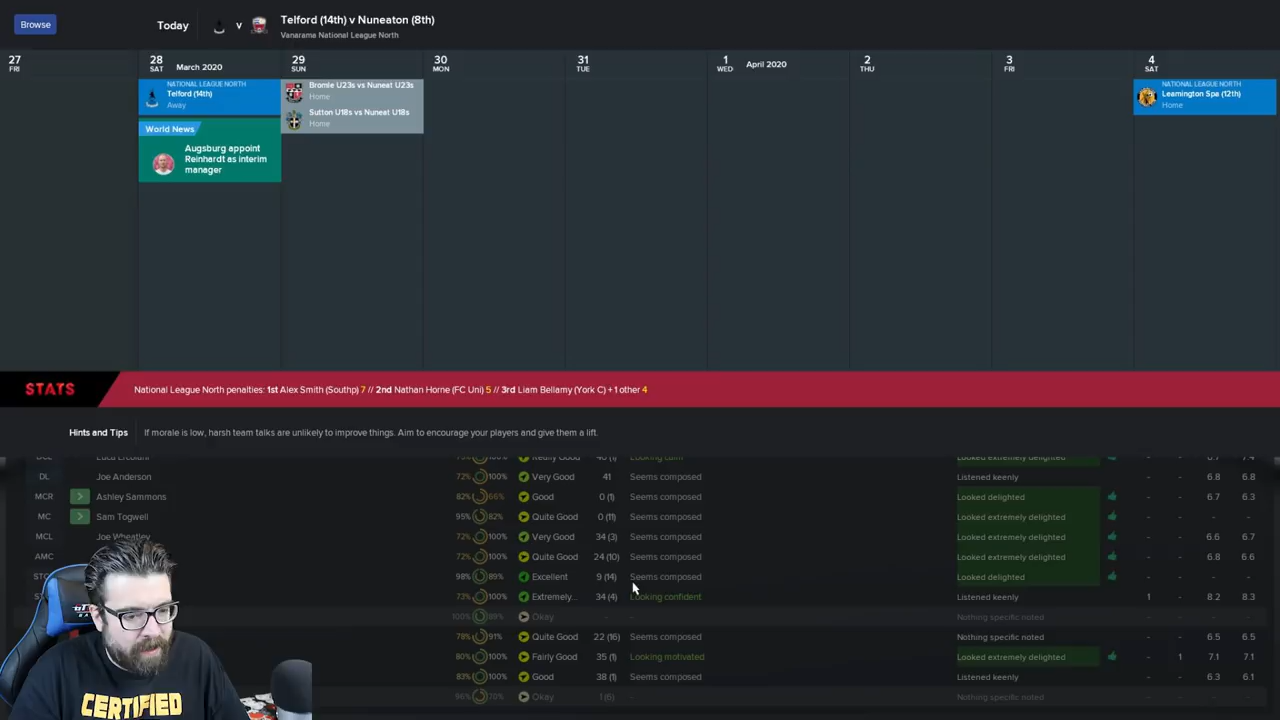 Browse
Today
v
Telford (14th) v Nuneaton (8th)
Vanarama National League North
27
FRI
28
SAT
March 2020
29
SUN
30
MON
31
TUE
1
WED
April 2020
2
THU
3
FRI
4
SAT
NATIONAL LEAGUE NORTH
Telford (14th)
Away
Bromle U23s vs Nuneat U23s
Home
Sutton U18s vs Nuneat U18s
Home
NATIONAL LEAGUE NORTH
Leamington Spa (12th)
Home
World News
Augsburg appoint
Reinhardt as interim
manager
STATS
National League North penalties: 1st Alex Smith (Southp) 7 // 2nd Nathan Horne (FC Uni) 5 // 3rd Liam Bellamy (York C) + 1 other 4
Hints and Tips
If morale is low, harsh team talks are unlikely to improve things. Aim to encourage your players and give them a lift.
DL Joe Anderson 72% 100% Very Good 41 Seems composed Listened keenly - - 6.8 6.8
MCR Ashley Sammons 82% 66% Good 0 (1) Seems composed Looked delighted - - 6.7 6.3
MC Sam Togwell 95% 82% Quite Good 0 (11) Seems composed Looked extremely delighted - - - -
MCL Joe Wheatley 72% 100% Very Good 34 (3) Seems composed Looked extremely delighted - - 6.6 6.7
AMC 72% 100% Quite Good 24 (10) Seems composed Looked extremely delighted - - 6.8 6.6
98% 89% Excellent 9 (14) Seems composed Looked delighted - - - -
73% 100% Extremely... 34 (4) Looking confident Listened keenly 1 - 8.2 8.3
100% 89% Okay - - Nothing specific noted - - - -
78% 91% Quite Good 22 (16) Seems composed Nothing specific noted - - 6.5 6.5
80% 100% Fairly Good 35 (1) Looking motivated Looked extremely delighted - 1 7.1 7.1
83% 100% Good 38 (1) Seems composed Listened keenly - - 6.3 6.1
96% 70% Okay 1 (6) - Nothing specific noted - - - -
CERTIFIED